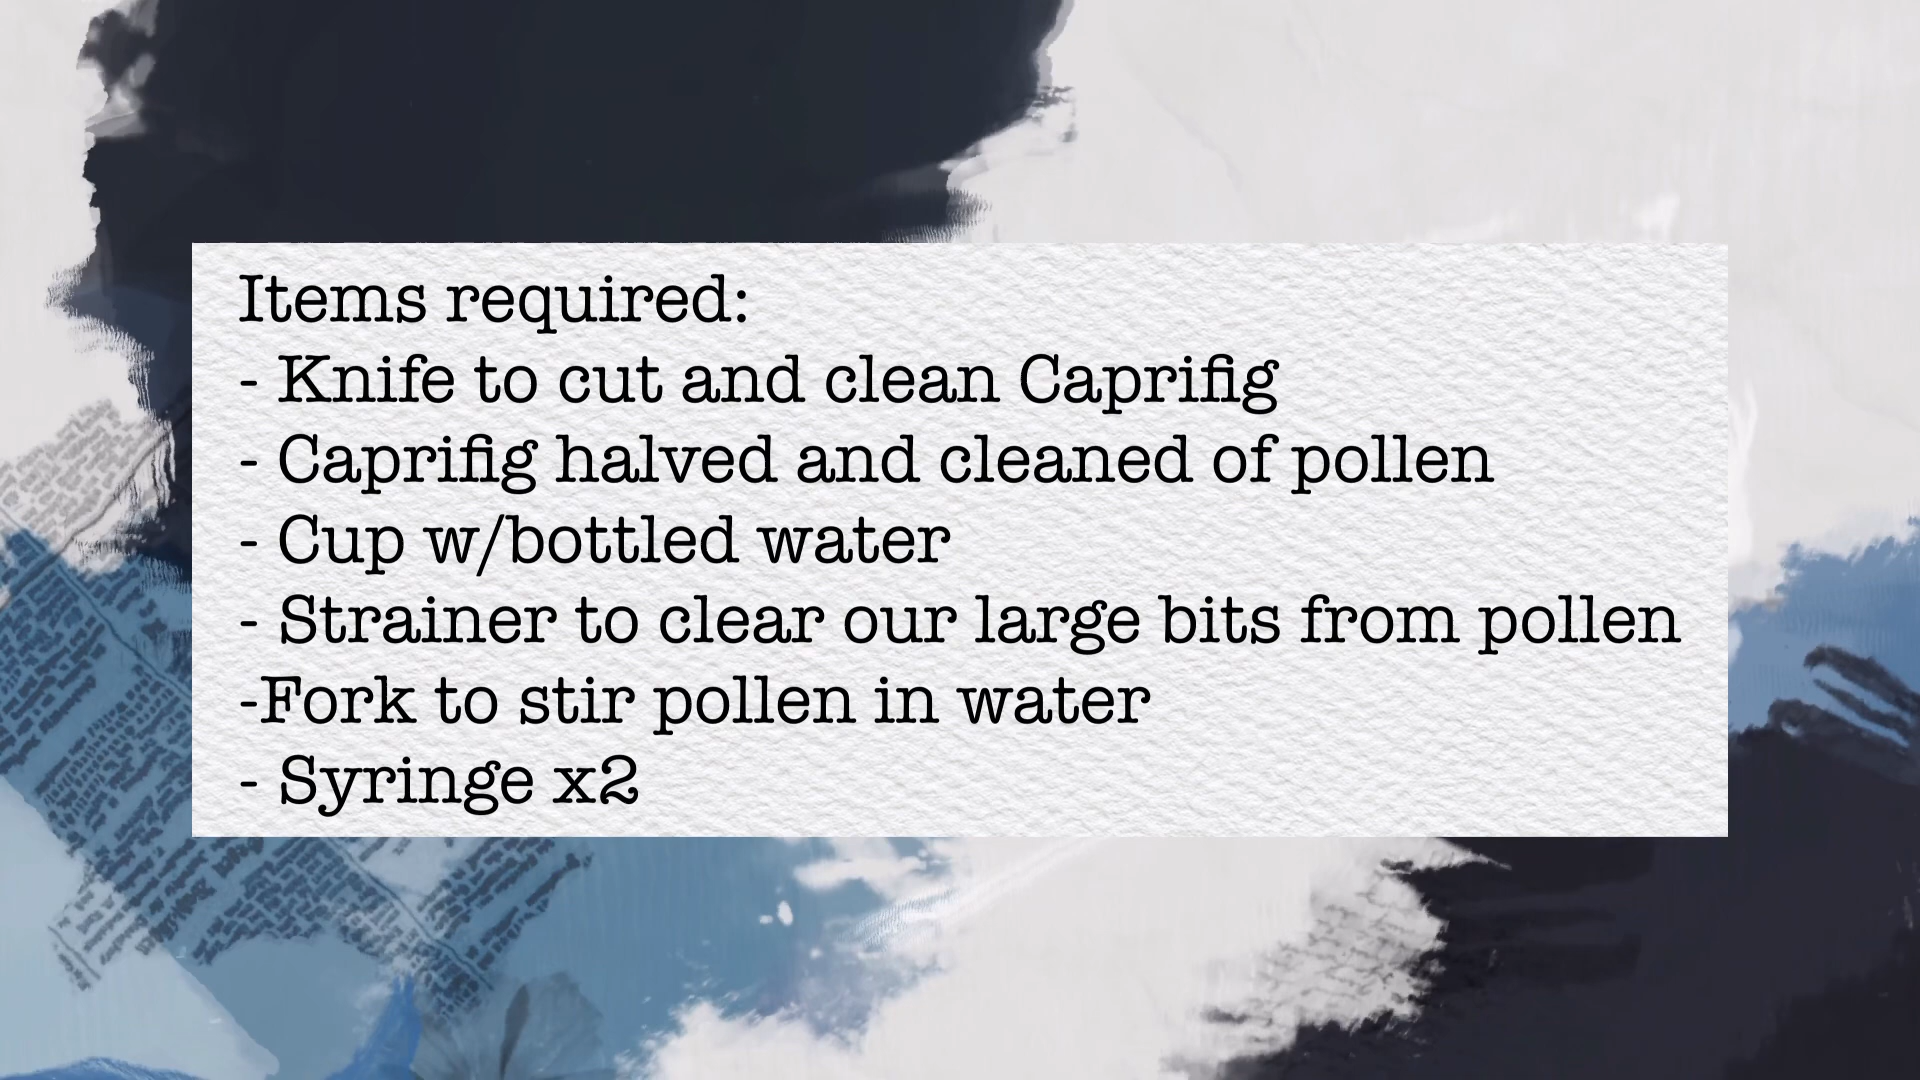 Items required:
- Knife to cut and clean Caprifig
- Caprifig halved and cleaned of pollen
- Cup w/bottled water
- Strainer to clear our large bits from pollen
-Fork to stir pollen in water
- Syringe x2